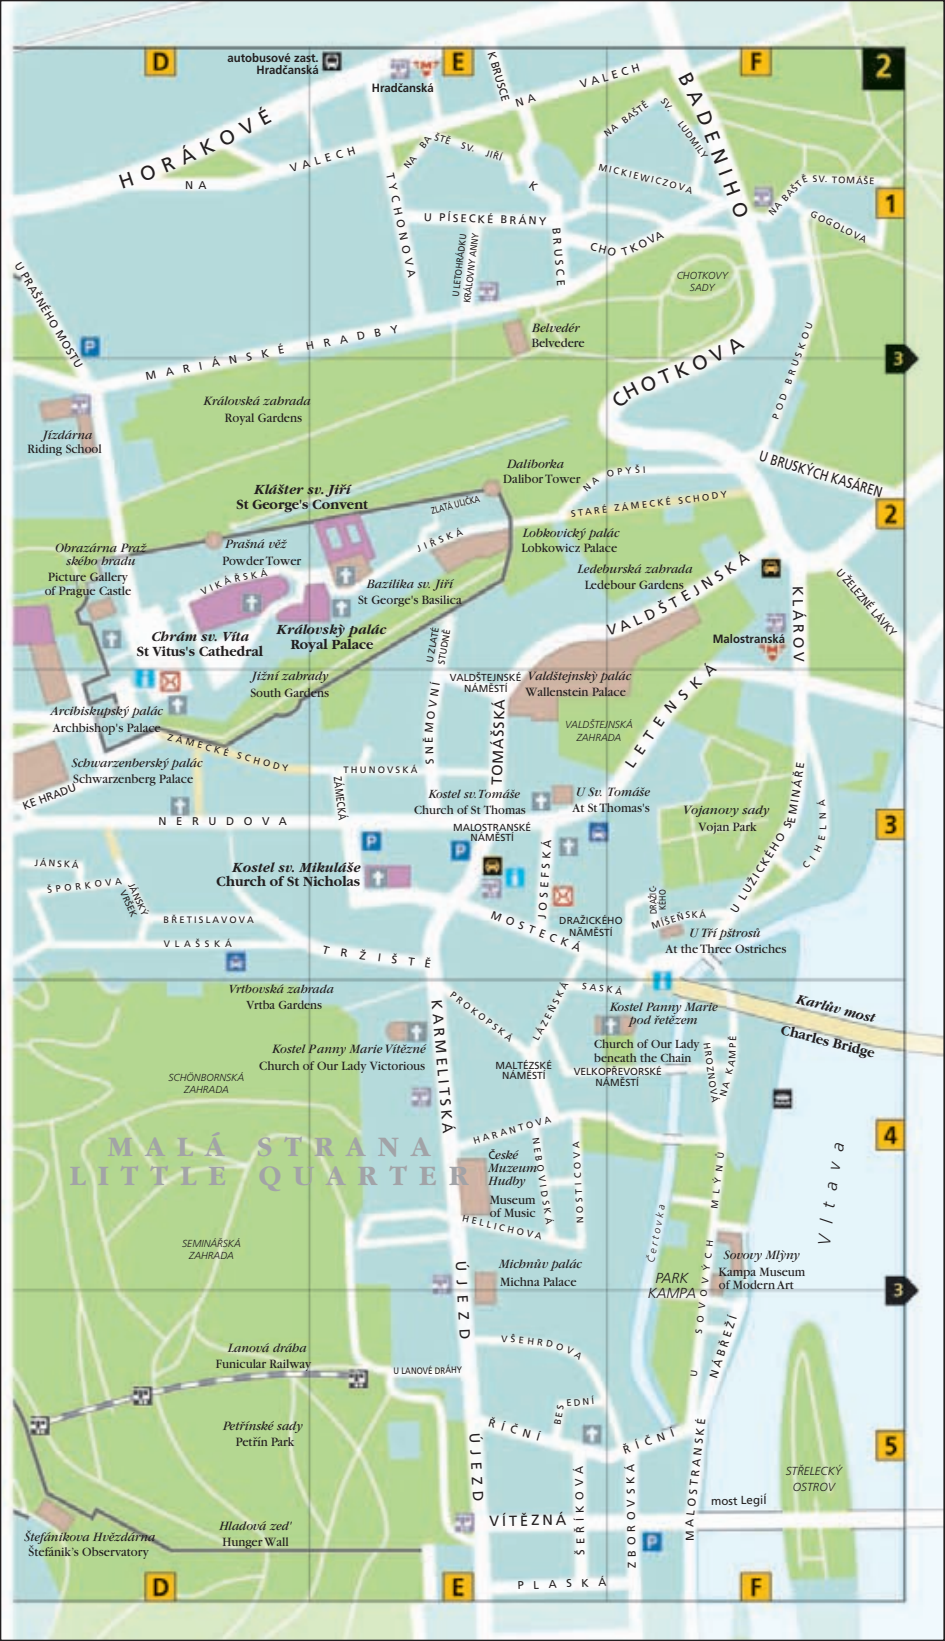 D
autobusové zast.
Hradčanská
E
F
2
Hradčanská
K BRUSCE
NA VALECH
BADENIHO
HORÁKOVÉ
NA VALECH
NA BAŠTĚ SV. JIŘÍ
NA BAŠTĚ SV. LUDMILY
MICKIEWICZOVA
NA BAŠTĚ SV. TOMÁŠE
GOGOLOVA
1
TYCHONOVA
U PÍSECKÉ BRÁNY
K BRUSCE
CHOTKOVA
U LETOHRÁDKU
KRÁLOVNY ANNY
CHOTKOVY
SADY
U PRAŠNÉHO MOSTU
P
MARIÁNSKÉ HRADBY
Belvedér
Belvedere
CHOTKOVA
POD BRUSKOU
3
Královská zahrada
Royal Gardens
Jízdárna
Riding School
U BRUSKÝCH KASÁREN
Daliborka
Dalibor Tower
NA OPYŠI
STARÉ ZÁMECKÉ SCHODY
2
Klášter sv. Jiří
St George's Convent
ZLATÁ ULIČKA
JIŘSKÁ
Lobkovický palác
Lobkowicz Palace
Obrazárna Praž
ského hradu
Picture Gallery
of Prague Castle
Prašná věž
Powder Tower
VIKÁŘSKÁ
Bazilika sv. Jiří
St George's Basilica
Ledeburská zahrada
Ledebour Gardens
VALDŠTEJNSKÁ
KLÁROV
U ŽELEZNÉ LÁVKY
Chrám sv. Víta
St Vitus's Cathedral
Královský palác
Royal Palace
U ZLATÉ
STUDNĚ
Malostranská
Jižní zahrady
South Gardens
VALDŠTEJNSKÉ
NÁMĚSTÍ
Valdštejnský palác
Wallenstein Palace
Arcibiskupský palác
Archbishop's Palace
SNĚMOVNÍ
TOMÁŠSKÁ
VALDŠTEJNSKÁ
ZAHRADA
LETENSKÁ
ZÁMECKÉ SCHODY
Schwarzenberský palác
Schwarzenberg Palace
KE HRADU
THUNOVSKÁ
ZÁMECKÁ
Kostel sv.Tomáše
Church of St Thomas
U Sv. Tomáše
At St Thomas's
Vojanovy sady
Vojan Park
U LUŽICKÉHO SEMINÁŘE
CIHELNÁ
3
NERUDOVA
MALOSTRANSKÉ
NÁMĚSTÍ
P
P
JÁNSKÁ
ŠPORKOVA
JÁNSKÝ
VRŠEK
Kostel sv. Mikuláše
Church of St Nicholas
JOSEFSKÁ
BŘETISLAVOVA
VLAŠSKÁ
TRŽIŠTĚ
MOSTECKÁ
DRAŽICKÉHO
NÁMĚSTÍ
DRAŽIC-
KÉHO
MÍŠEŇSKÁ
U Tří pštrosů
At the Three Ostriches
Vrtbovská zahrada
Vrtba Gardens
PROKOPSKÁ
LÁZEŇSKÁ
SASKÁ
Kostel Panny Marie
pod řetězem
Church of Our Lady
beneath the Chain
Karlův most
Charles Bridge
Kostel Panny Marie Vítězné
Church of Our Lady Victorious
KARMELITSKÁ
MALTÉZSKÉ
NÁMĚSTÍ
VELKOPŘEVORSKÉ
NÁMĚSTÍ
HROZNOVÁ
NA KAMPĚ
SCHÖNBORNSKÁ
ZAHRADA
4
MALÁ STRANA
LITTLE QUARTER
HARANTOVA
České
Muzeum
Hudby
Museum
of Music
NEBOVIDSKÁ
NOSTICOVA
HELLICHOVA
Čertovka
U SOVOVÝCH MLÝNŮ
Vltava
SEMINÁŘSKÁ
ZAHRADA
Michnův palác
Michna Palace
PARK
KAMPA
Sovovy Mlýny
Kampa Museum
of Modern Art
3
ÚJEZD
Lanová dráha
Funicular Railway
U LANOVÉ DRÁHY
VŠEHRDOVA
MALOSTRANSKÉ NÁBŘEŽÍ
BESEDNÍ
Petřínské sady
Petřín Park
ŘÍČNÍ
ŘÍČNÍ
5
STŘELECKÝ
OSTROV
ÚJEZD
most Legií
VÍTĚZNÁ
ŠEŘÍKOVÁ
ZBOROVSKÁ
P
Štefánikova Hvězdárna
Štefánik's Observatory
Hladová zed'
Hunger Wall
PLASKÁ
D
E
F